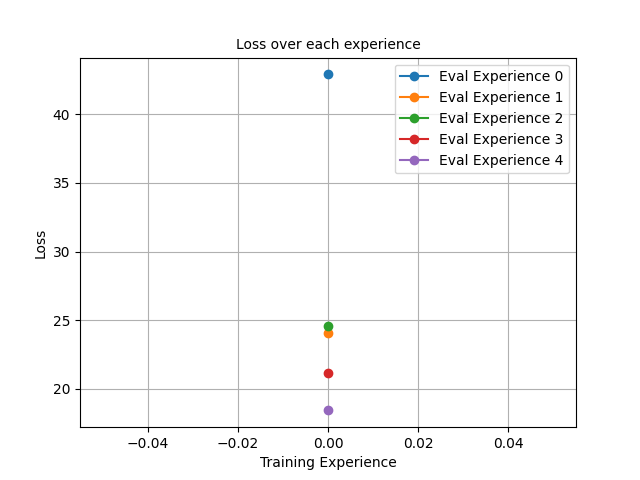 Loss over each experience
Eval Experience 0
Eval Experience 1
Eval Experience 2
Eval Experience 3
Eval Experience 4
40
35
30
25
20
Loss
−0.04 −0.02 0.00 0.02 0.04
Training Experience